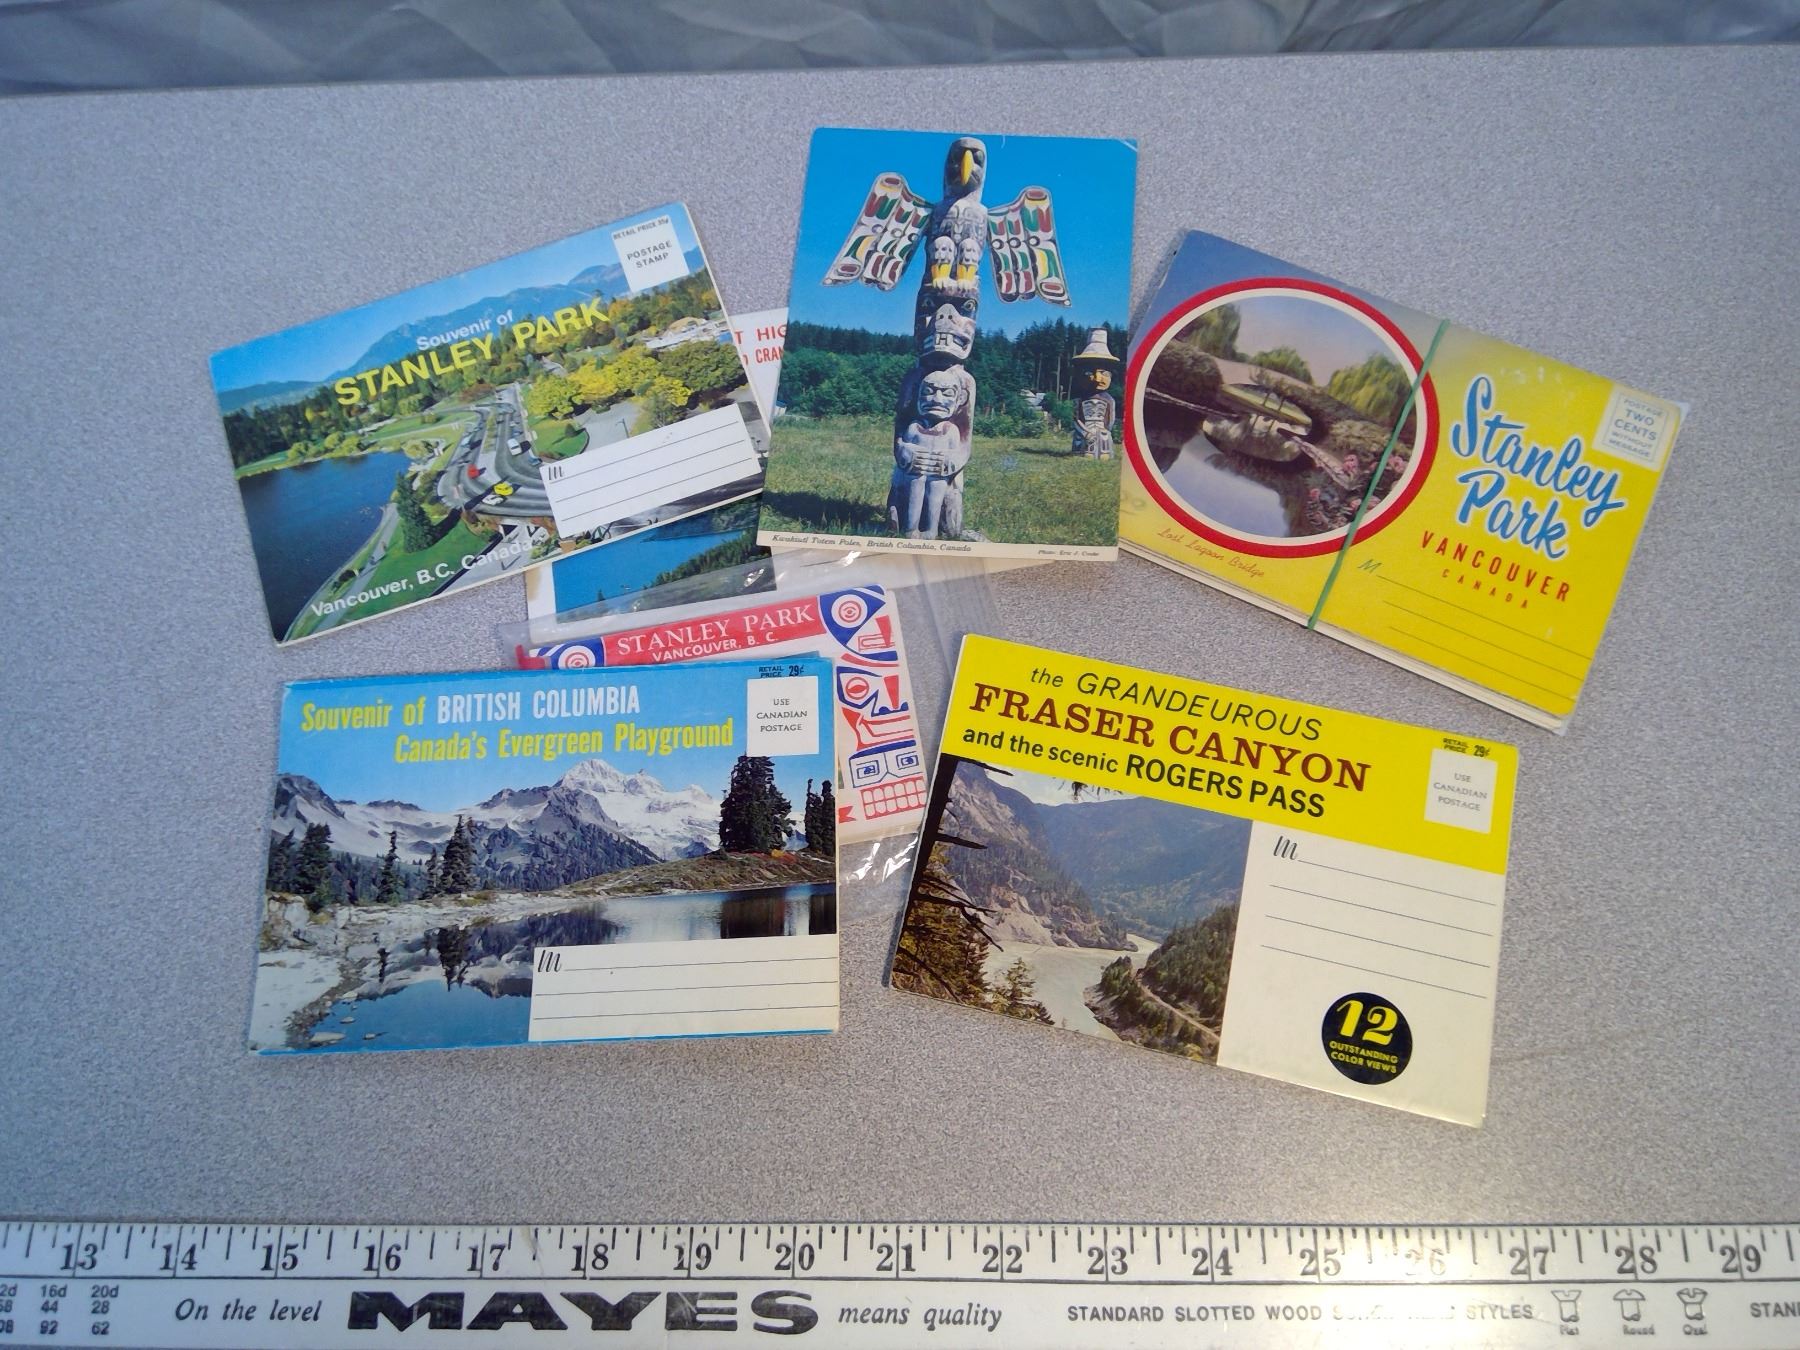 RETAIL PRICE 35¢
POSTAGE
STAMP
Souvenir of
STANLEY PARK
m
Vancouver, B.C. Canada
T HIG
CRAN
Kwakiutl Totem Poles, British Columbia, Canada
Photo: Eric J. Cooke
POSTAGE
TWO
CENTS
WITHOUT
MESSAGE
Stanley
Park
VANCOUVER
CANADA
M
Lost Lagoon Bridge
STANLEY PARK
VANCOUVER, B. C.
RETAIL
PRICE 29¢
USE
CANADIAN
POSTAGE
Souvenir of BRITISH COLUMBIA
Canada's Evergreen Playground
m
the GRANDEUROUS
FRASER CANYON
and the scenic ROGERS PASS
RETAIL
PRICE 29¢
USE
CANADIAN
POSTAGE
m
12
OUTSTANDING
COLOR VIEWS
13 14 15 16 17 18 19 20 21 22 23 24 25 26 27 28 29
2d 16d 20d
58 44 28
08 92 62
On the level MAYES means quality
STANDARD SLOTTED WOOD STYLES
Flat Round Oval
STAN